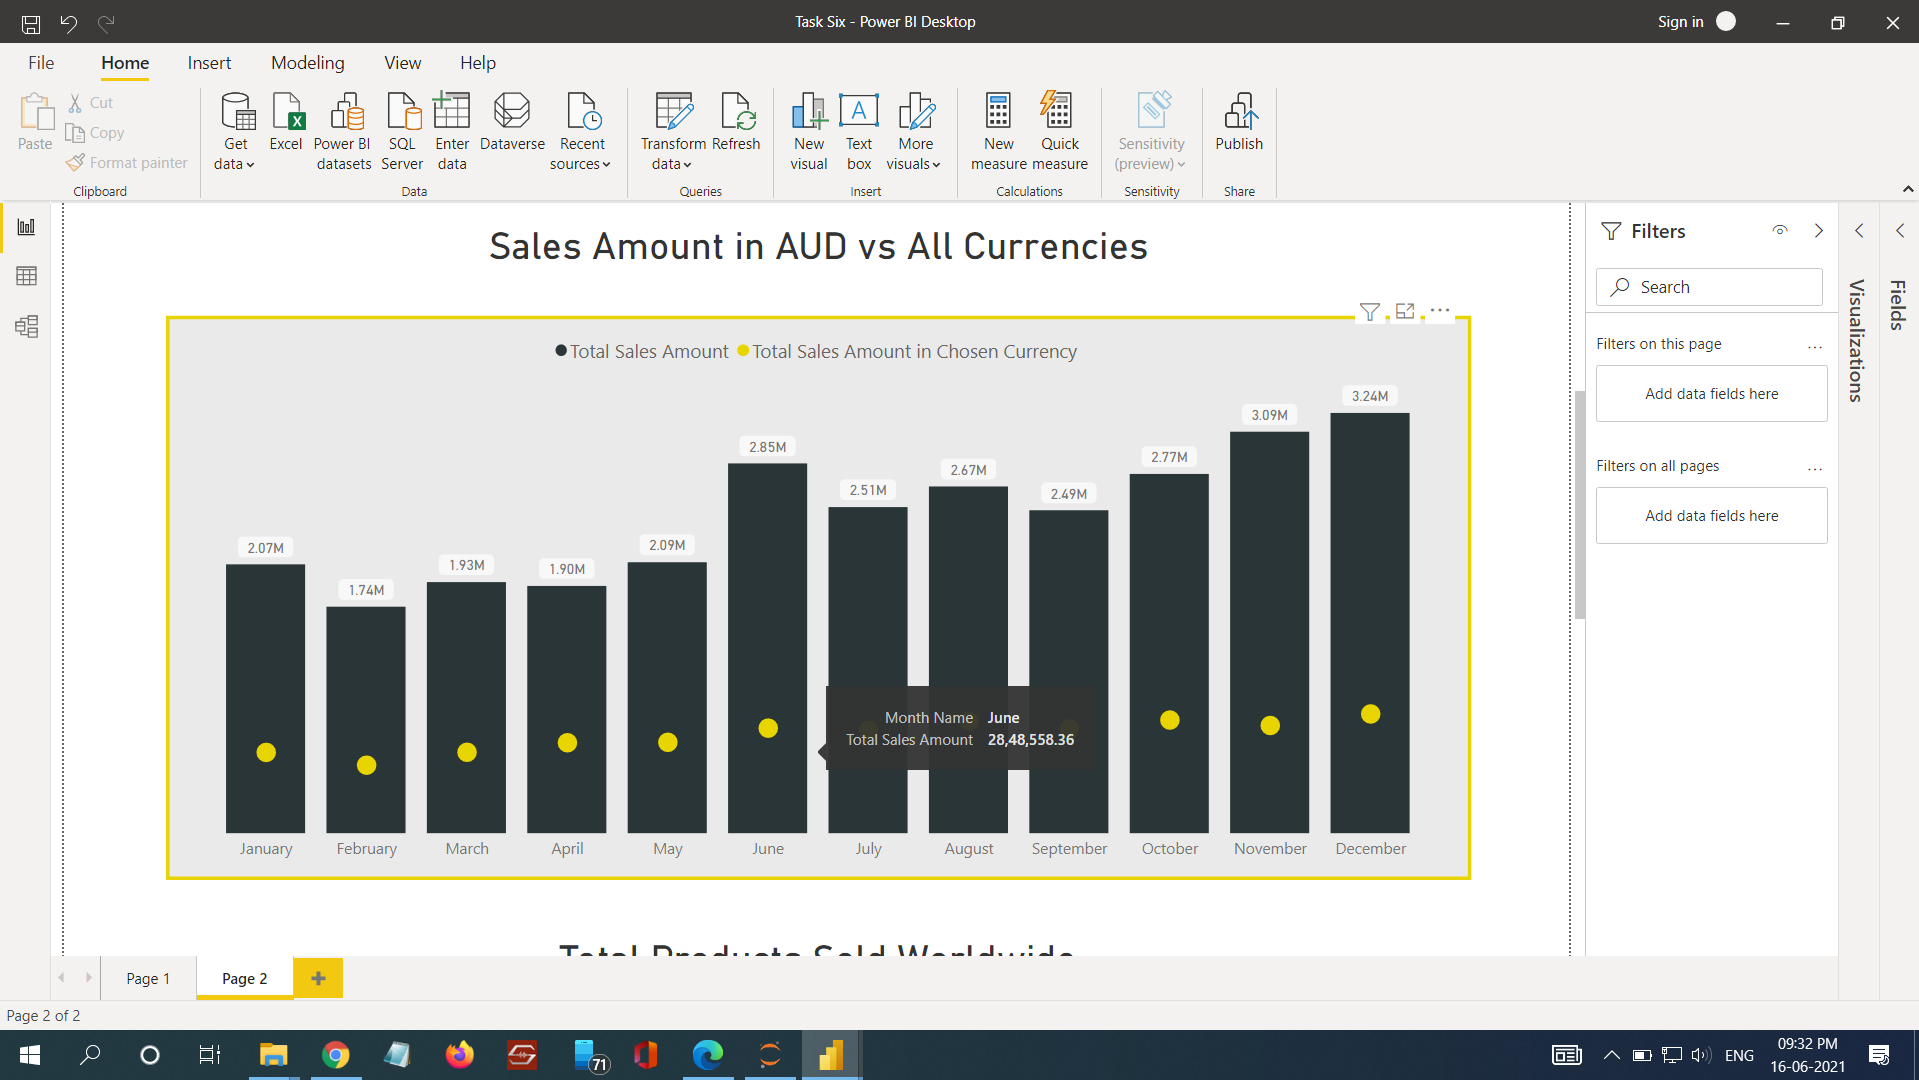 Task Six - Power BI Desktop
Sign in
File Home Insert Modeling View Help
Paste
Cut
Copy
Format painter
Clipboard
Get data
Excel
Power BI datasets
SQL Server
Enter data
Dataverse
Recent sources
Data
Transform data
Refresh
Queries
New visual
Text box
More visuals
Insert
New measure
Quick measure
Calculations
Sensitivity (preview)
Sensitivity
Publish
Share
Sales Amount in AUD vs All Currencies
Total Sales Amount Total Sales Amount in Chosen Currency
2.07M
1.74M
1.93M
1.90M
2.09M
2.85M
2.51M
2.67M
2.49M
2.77M
3.09M
3.24M
Month Name June
Total Sales Amount 28,48,558.36
January February March April May June July August September October November December
Total Products Sold Worldwide
Filters
Search
Filters on this page ...
Add data fields here
Filters on all pages ...
Add data fields here
Visualizations
Fields
Page 1 Page 2 +
Page 2 of 2
71
ENG
09:32 PM
16-06-2021